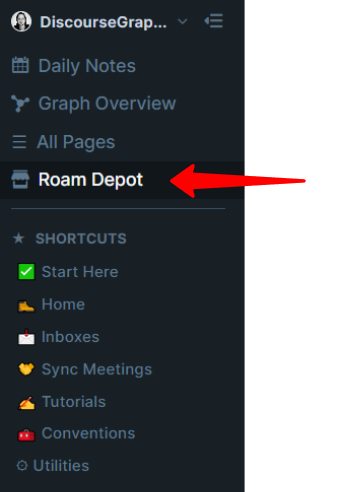 DiscourseGrap...
Daily Notes
Graph Overview
All Pages
Roam Depot
SHORTCUTS
Start Here
Home
Inboxes
Sync Meetings
Tutorials
Conventions
Utilities